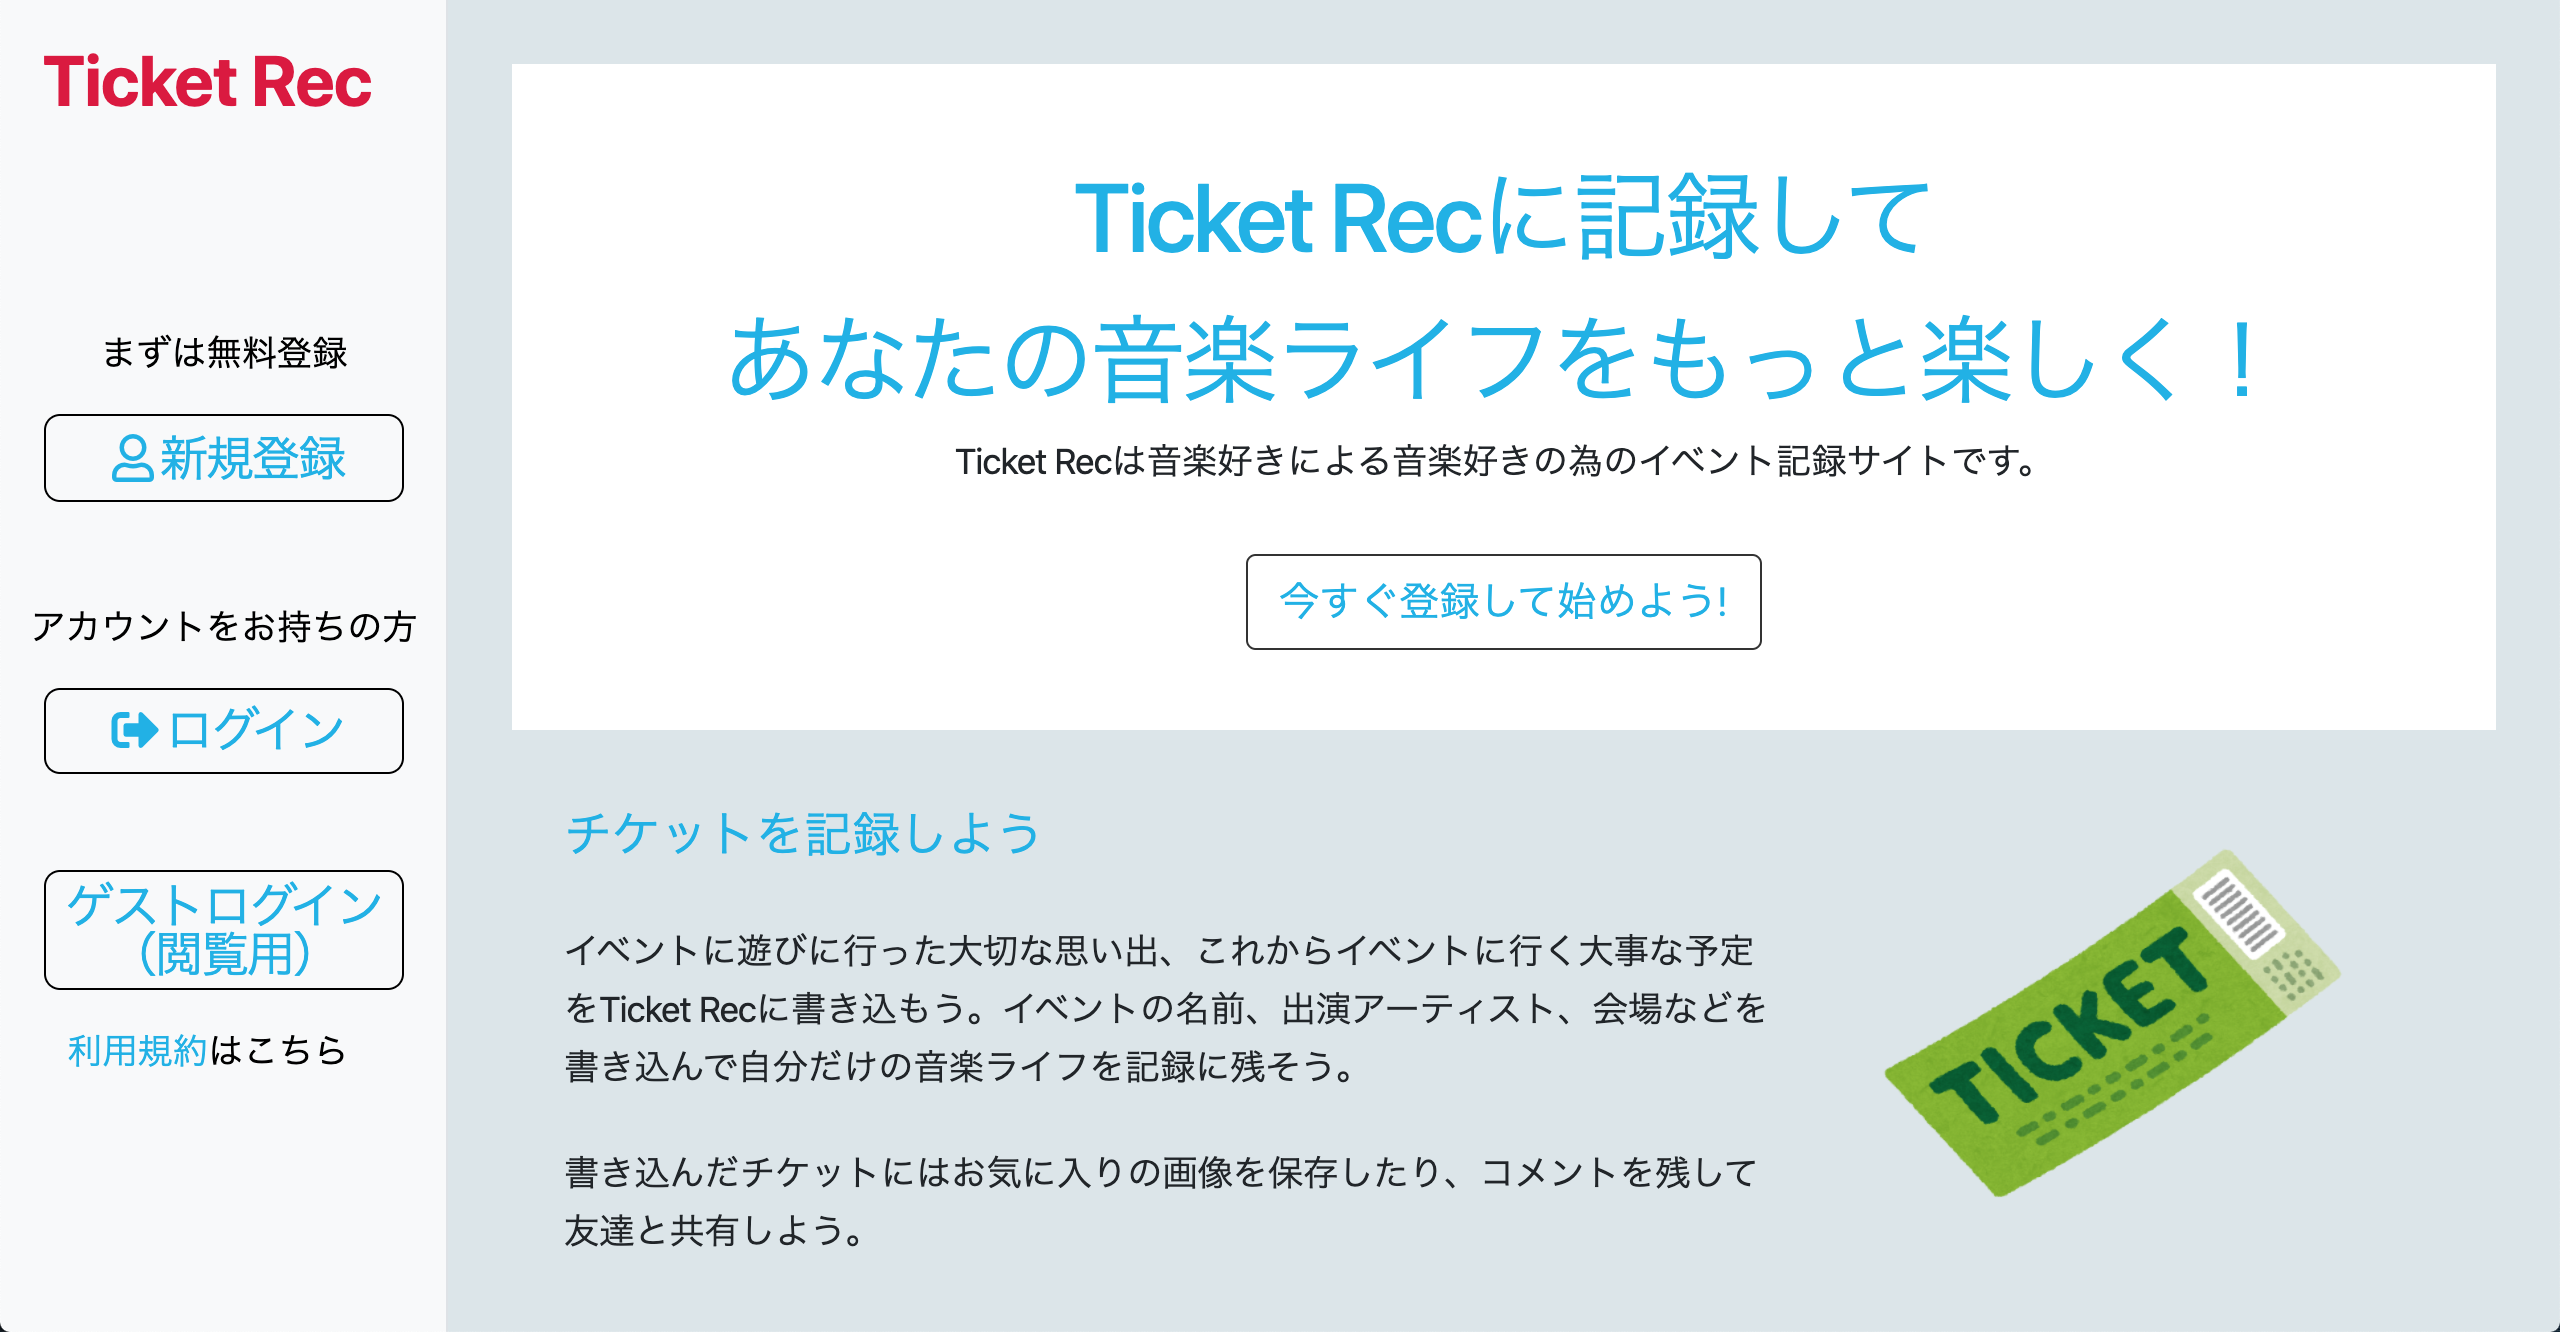 Ticket Rec
まずは無料登録
新規登録
アカウントをお持ちの方
ログイン
ゲストログイン
（閲覧用）
利用規約はこちら
Ticket Recに記録して
あなたの音楽ライフをもっと楽しく！
Ticket Recは音楽好きによる音楽好きの為のイベント記録サイトです。
今すぐ登録して始めよう!
チケットを記録しよう
イベントに遊びに行った大切な思い出、これからイベントに行く大事な予定
をTicket Recに書き込もう。イベントの名前、出演アーティスト、会場などを
書き込んで自分だけの音楽ライフを記録に残そう。
書き込んだチケットにはお気に入りの画像を保存したり、コメントを残して
友達と共有しよう。
TICKET